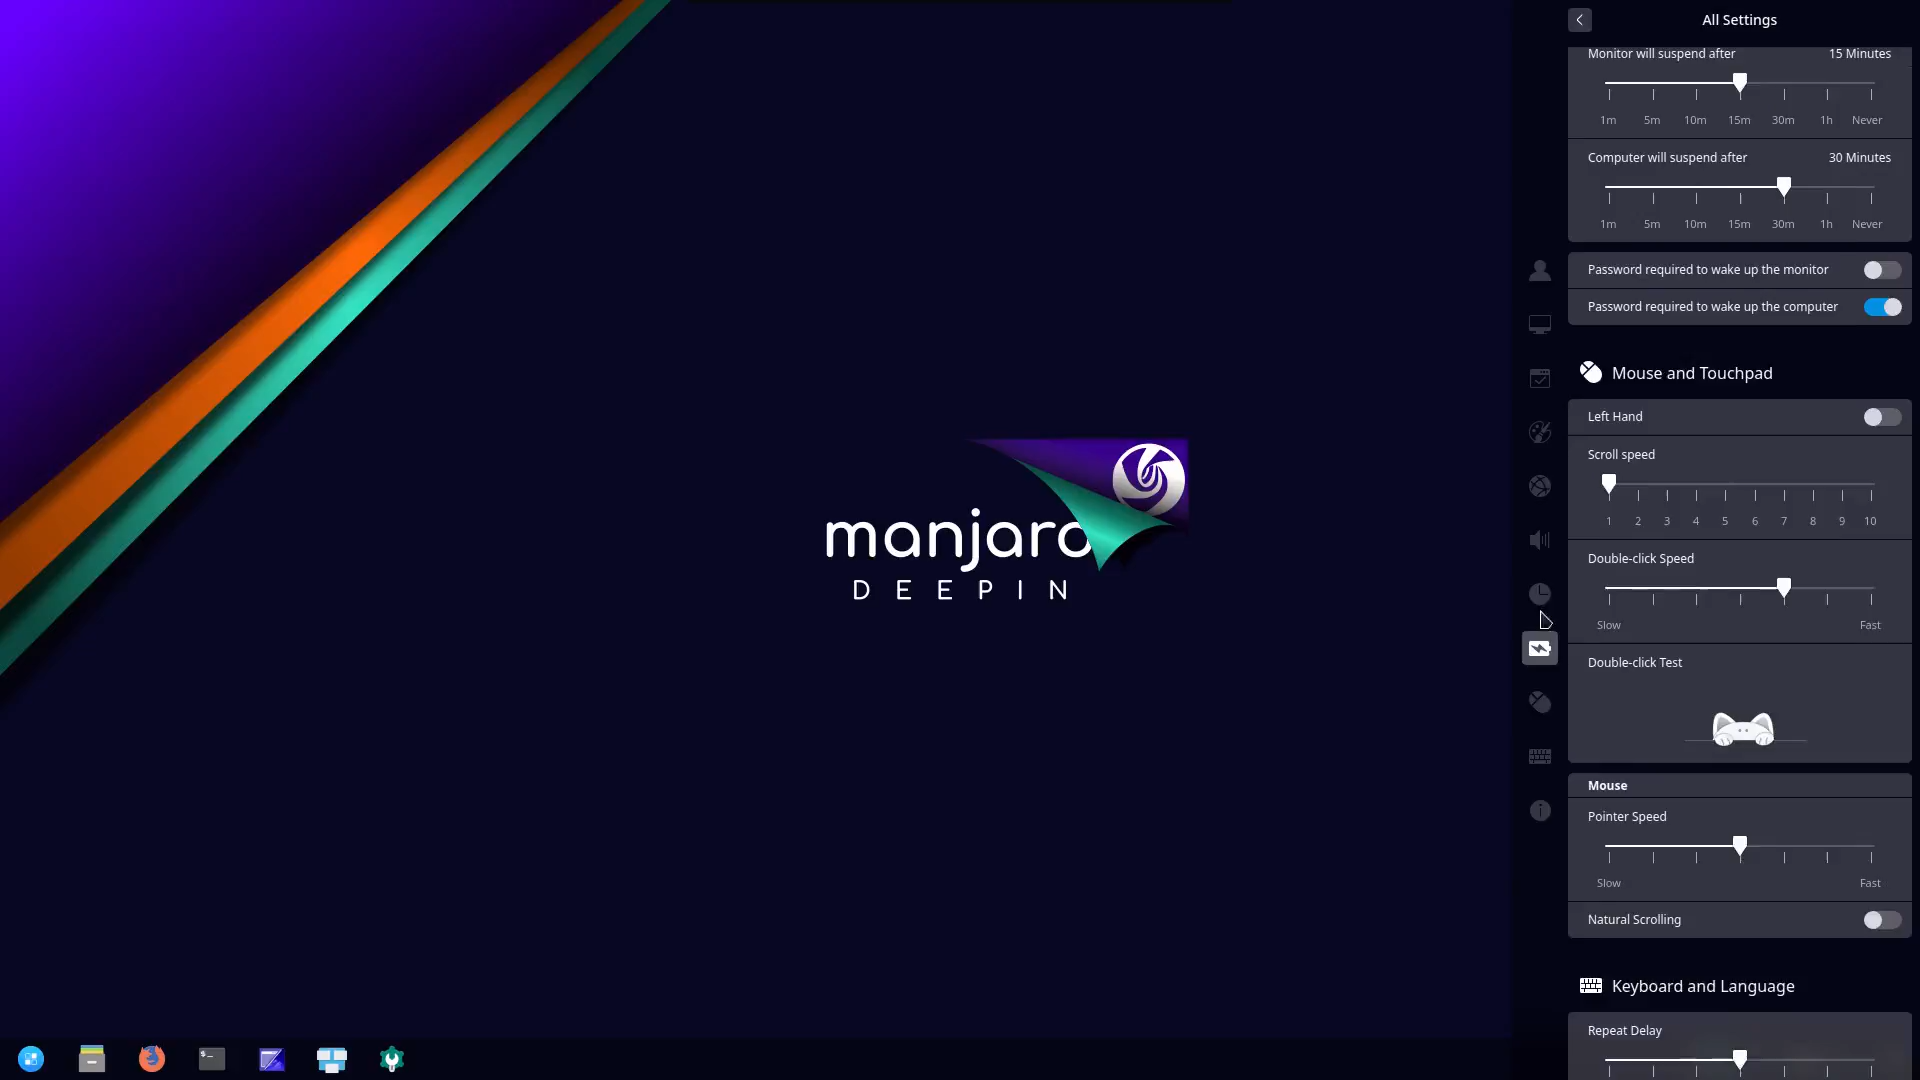 All Settings
Monitor will suspend after 15 Minutes
1m 5m 10m 15m 30m 1h Never
Computer will suspend after 30 Minutes
1m 5m 10m 15m 30m 1h Never
Password required to wake up the monitor
Password required to wake up the computer
Mouse and Touchpad
Left Hand
Scroll speed
1 2 3 4 5 6 7 8 9 10
Double-click Speed
Slow Fast
Double-click Test
Mouse
Pointer Speed
Slow Fast
Natural Scrolling
Keyboard and Language
Repeat Delay
manjaro
DEEPIN